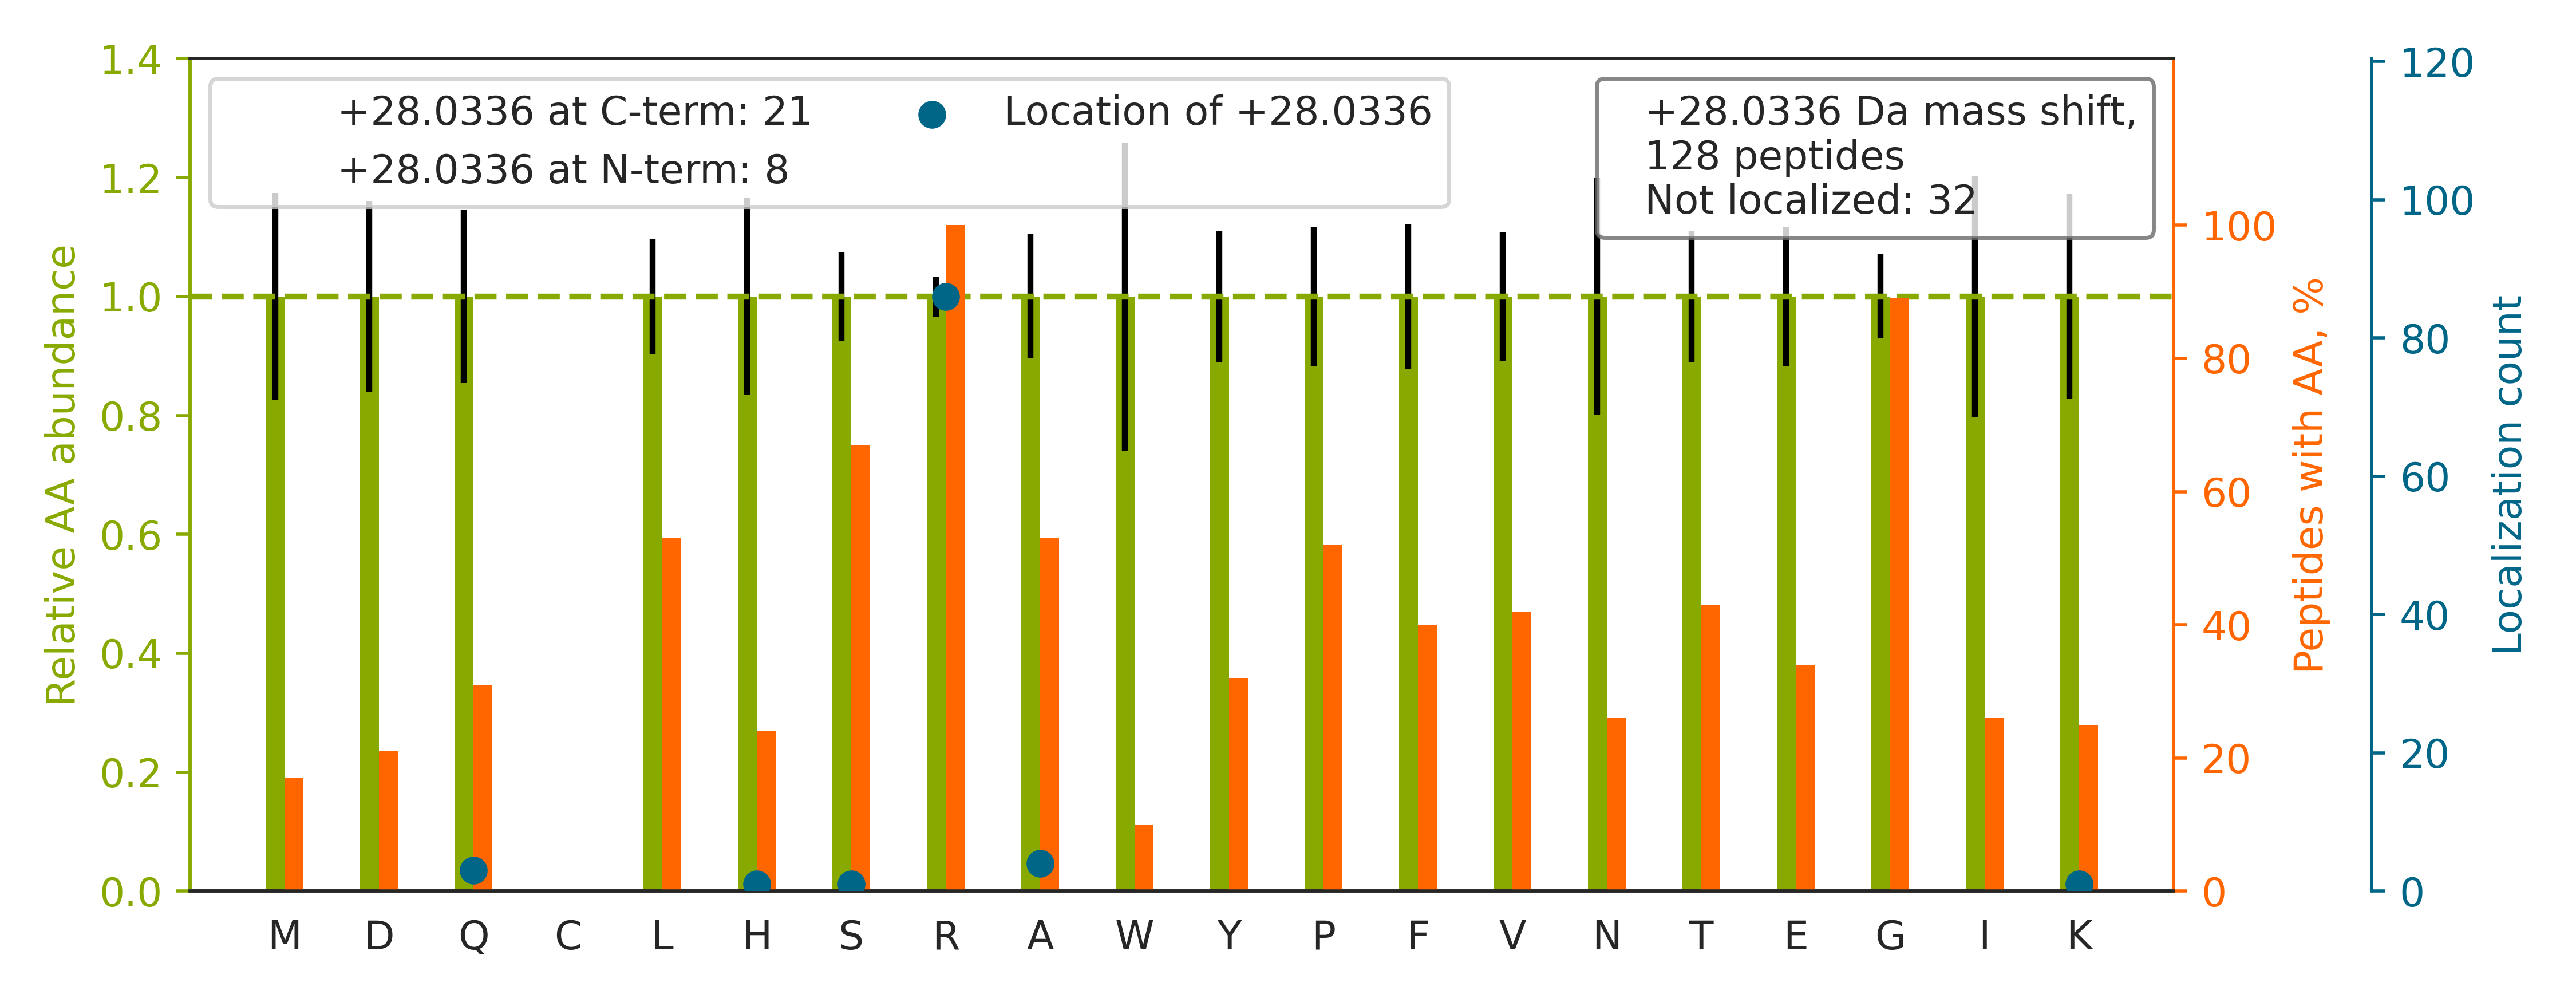 +28.0336 at C-term: 21
+28.0336 at N-term: 8
Location of +28.0336
+28.0336 Da mass shift,
128 peptides
Not localized: 32
Relative AA abundance
1.4
1.2
1.0
0.8
0.6
0.4
0.2
0.0
M D Q C L H S R A W Y P F V N T E G I K
100
80
60
40
20
0
Peptides with AA, %
120
100
80
60
40
20
0
Localization count